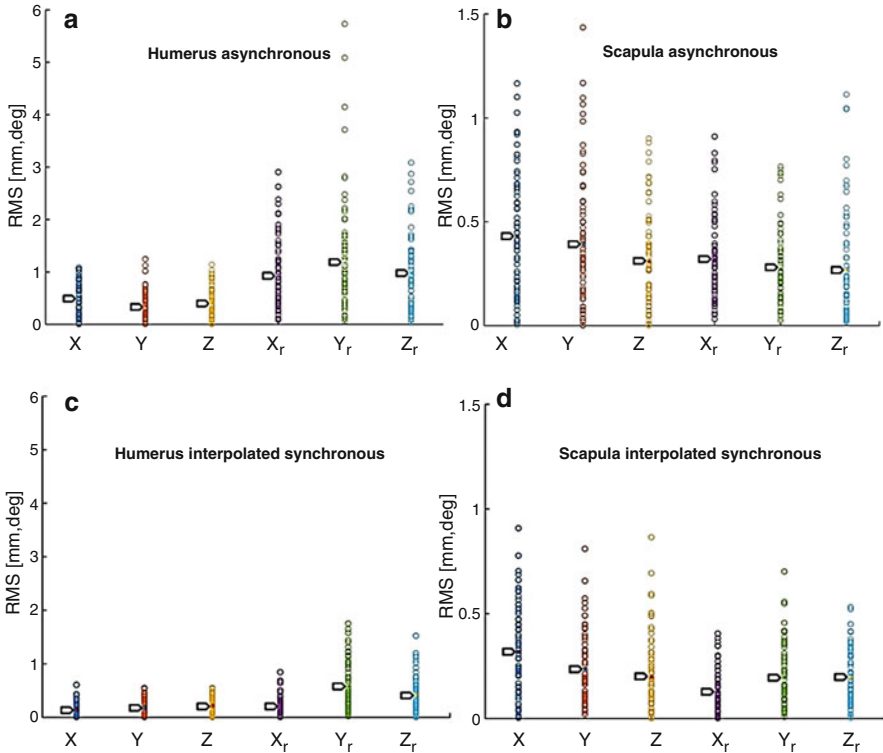 a
Humerus asynchronous
RMS [mm,deg]
6
5
4
3
2
1
0
X Y Z Xr Yr Zr
b
Scapula asynchronous
RMS [mm,deg]
1.5
1
0.5
0
X Y Z Xr Yr Zr
c
Humerus interpolated synchronous
RMS [mm,deg]
6
5
4
3
2
1
0
X Y Z Xr Yr Zr
d
Scapula interpolated synchronous
RMS [mm,deg]
1.5
1
0.5
0
X Y Z Xr Yr Zr